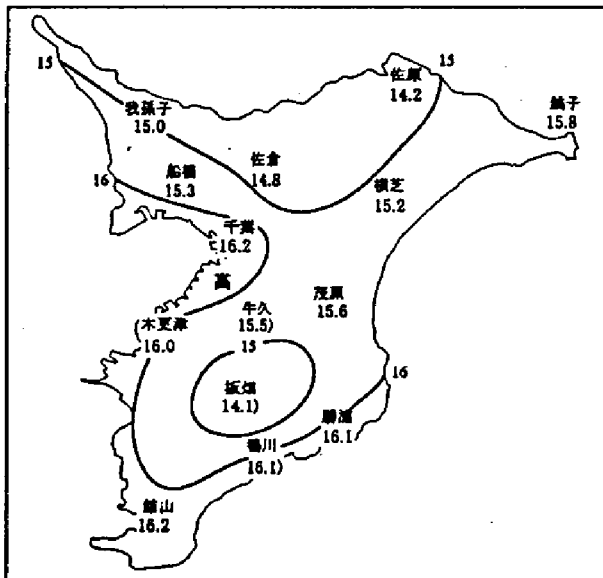 15
我孫子
15.0
佐原
14.2
15
銚子
15.8
佐倉
14.8
船橋
15.3
16
横芝
15.2
千葉
16.2
高
茂原
15.6
牛久
15.5)
木更津
16.0
15
坂畑
14.1)
16
勝浦
16.1
鴨川
16.1)
館山
16.2